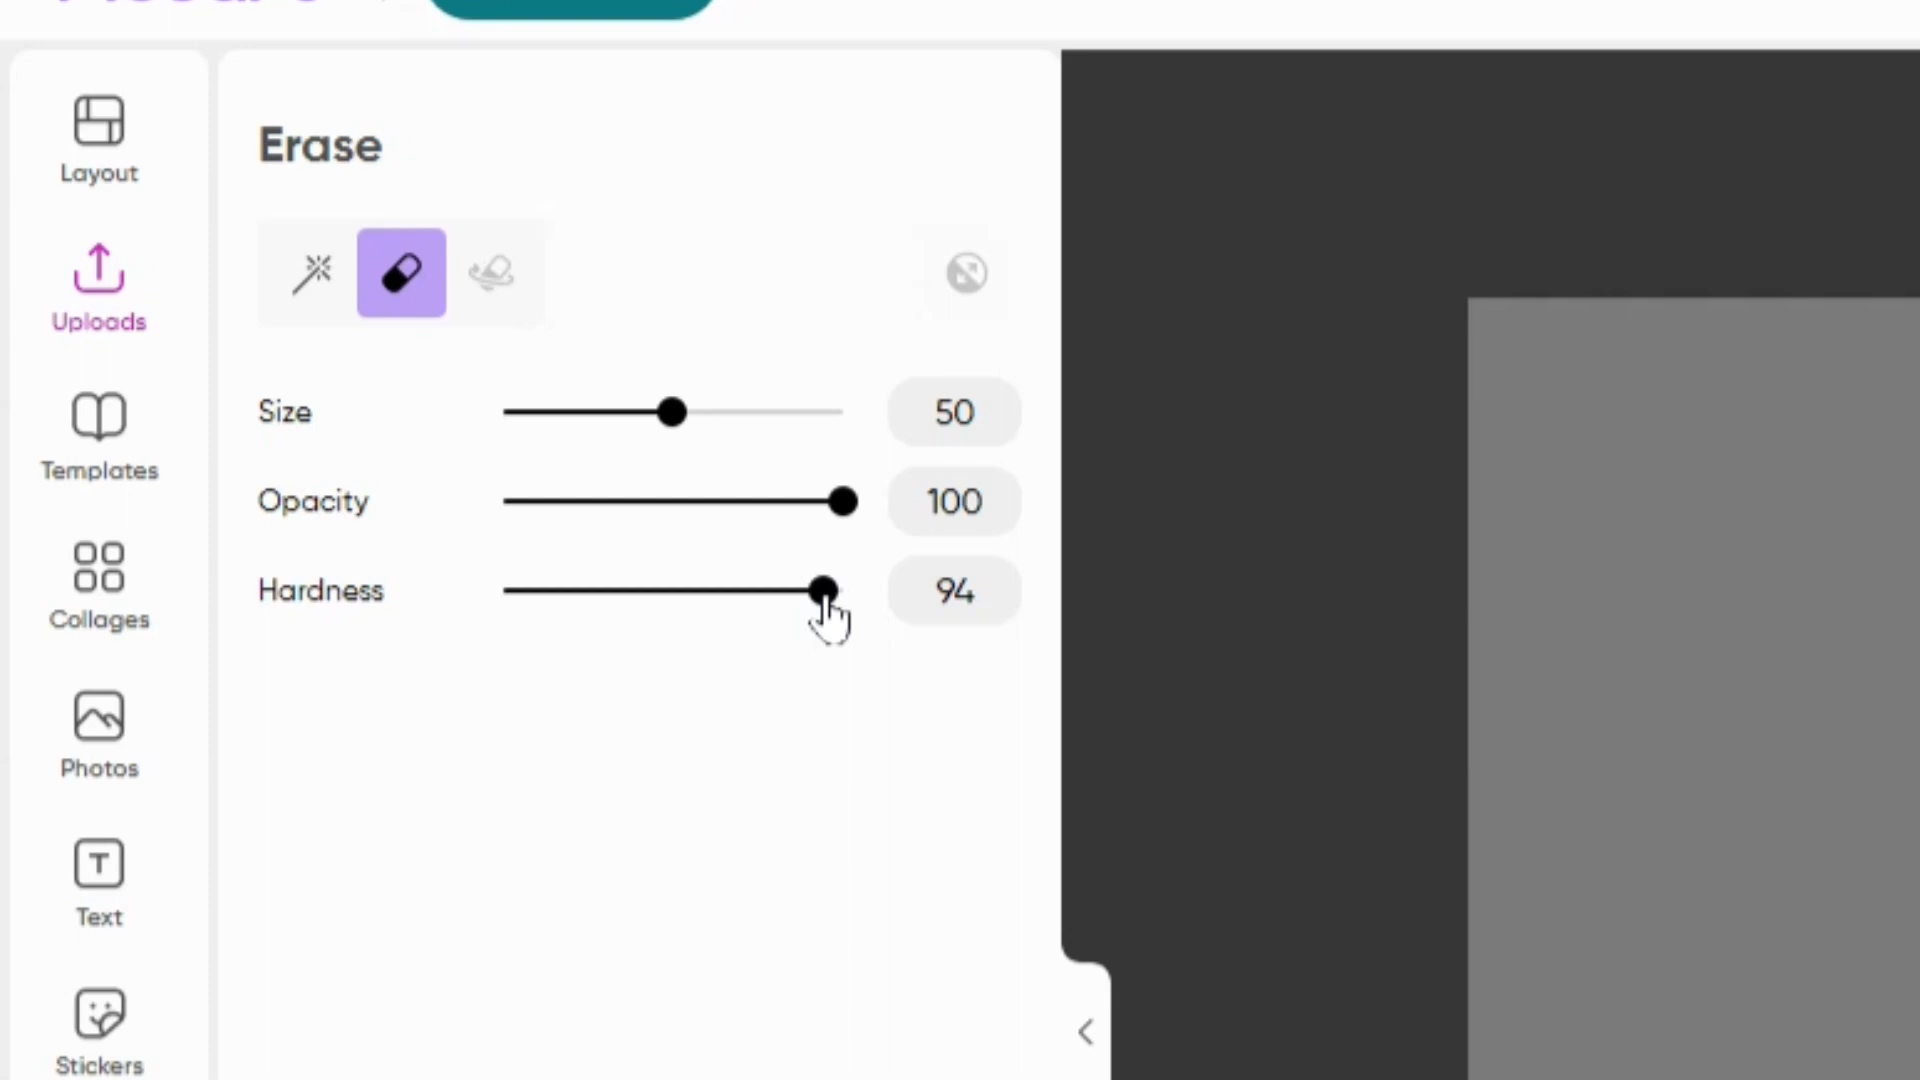 Layout
Uploads
Templates
Collages
Photos
Text
Stickers
Erase
Size
50
Opacity
100
Hardness
94